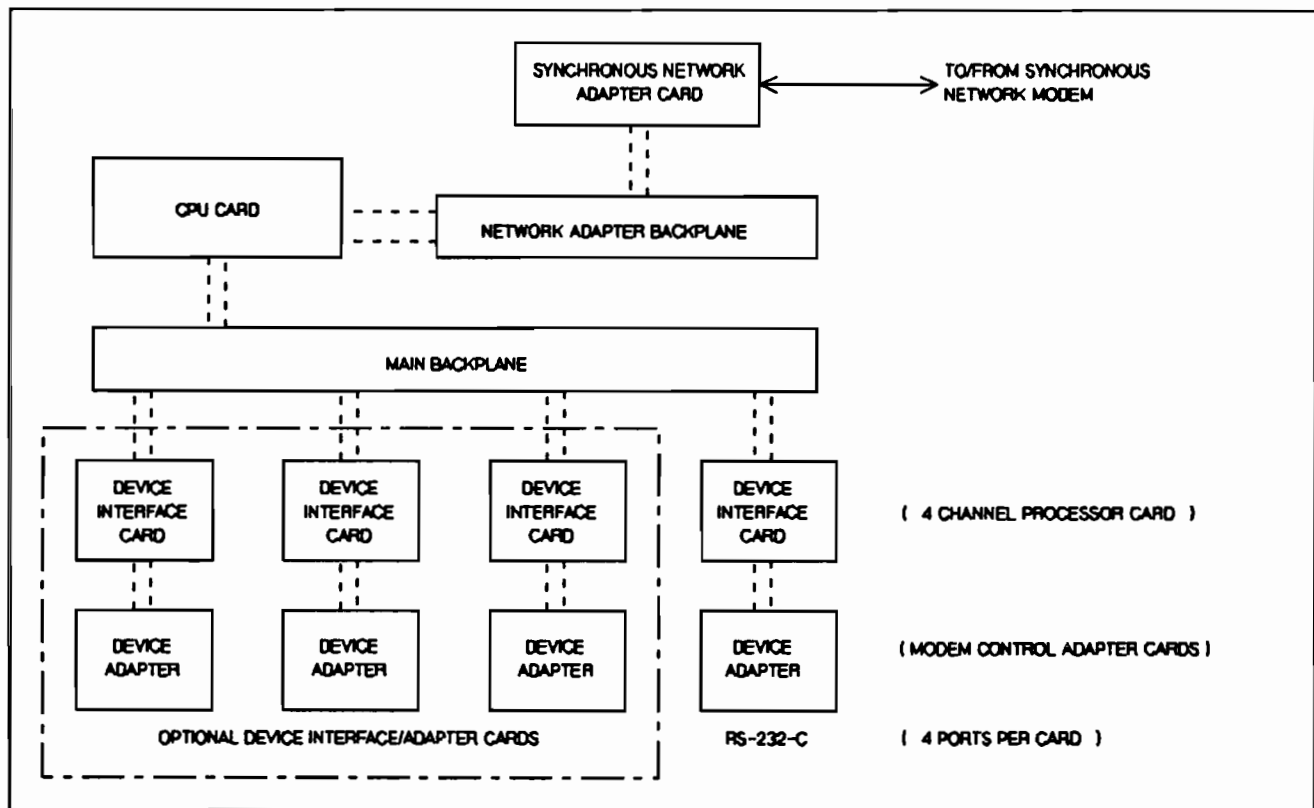 SYNCHRONOUS NETWORK
ADAPTER CARD
TO/FROM SYNCHRONOUS
NETWORK MODEM
CPU CARD
NETWORK ADAPTER BACKPLANE
MAIN BACKPLANE
DEVICE
INTERFACE
CARD
DEVICE
INTERFACE
CARD
DEVICE
INTERFACE
CARD
DEVICE
INTERFACE
CARD
( 4 CHANNEL PROCESSOR CARD )
DEVICE
ADAPTER
DEVICE
ADAPTER
DEVICE
ADAPTER
DEVICE
ADAPTER
( MODEM CONTROL ADAPTER CARDS )
OPTIONAL DEVICE INTERFACE/ADAPTER CARDS
RS-232-C
( 4 PORTS PER CARD )